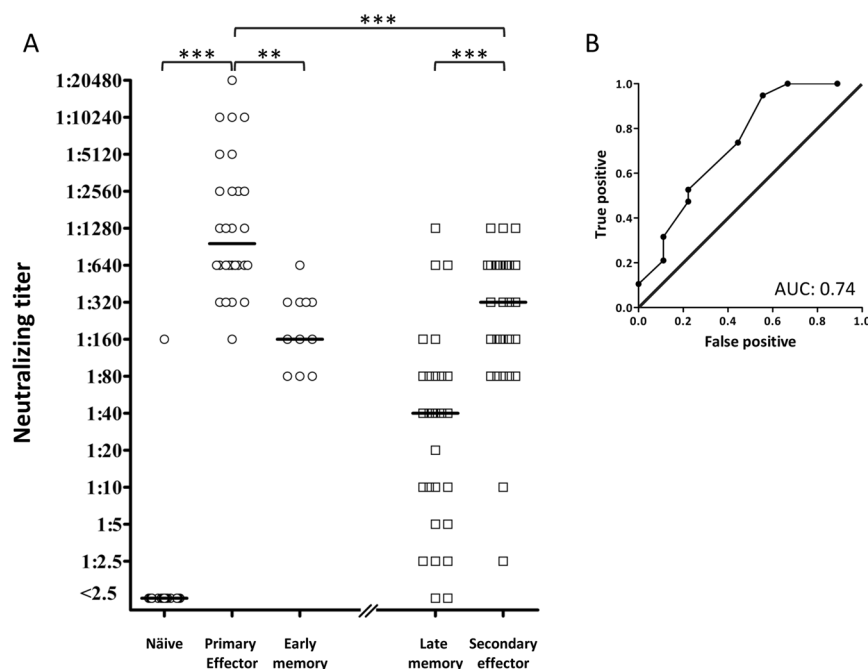 A
B
***
*** **
***
1:20480
1:10240
1:5120
1:2560
1:1280
1:640
1:320
1:160
1:80
1:40
1:20
1:10
1:5
1:2.5
<2.5
Neutralizing titer
Näive
Primary
Effector
Early
memory
Late
memory
Secondary
effector
1.0
0.8
0.6
0.4
0.2
0.0
True positive
AUC: 0.74
0.0 0.2 0.4 0.6 0.8 1.0
False positive